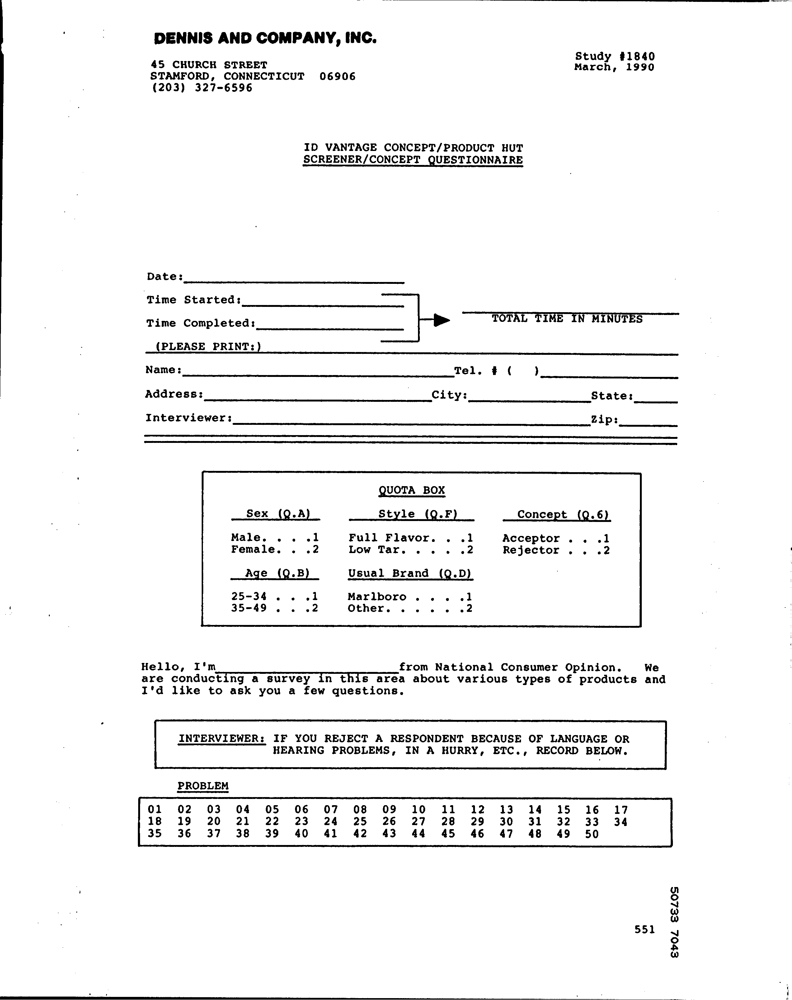 DENNIS AND COMPANY, INC.
45 CHURCH STREET
STAMFORD, CONNECTICUT 06906
(203) 327-6596
Study #1840
March, 1990
ID VANTAGE CONCEPT/PRODUCT HUT
SCREENER/CONCEPT QUESTIONNAIRE
Date:
Time Started:
TOTAL TIME IN MINUTES
Time Completed:
(PLEASE PRINT:)
Name: Tel. # ( )
Address: City: State:
Interviewer: Zip:
QUOTA BOX
Sex (Q.A) Style (Q.F) Concept (Q.6)
Male. . . .1 Full Flavor. . .1 Acceptor . . .1
Female. . .2 Low Tar. . . . .2 Rejector . . .2
Age (Q.B) Usual Brand (Q.D)
25-34 . . .1 Marlboro . . . .1
35-49 . . .2 Other. . . . . .2
Hello, I'm from National Consumer Opinion. We
are conducting a survey in this area about various types of products and
I'd like to ask you a few questions.
INTERVIEWER: IF YOU REJECT A RESPONDENT BECAUSE OF LANGUAGE OR
HEARING PROBLEMS, IN A HURRY, ETC., RECORD BELOW.
PROBLEM
01 02 03 04 05 06 07 08 09 10 11 12 13 14 15 16 17
18 19 20 21 22 23 24 25 26 27 28 29 30 31 32 33 34
35 36 37 38 39 40 41 42 43 44 45 46 47 48 49 50
551
50733 7043